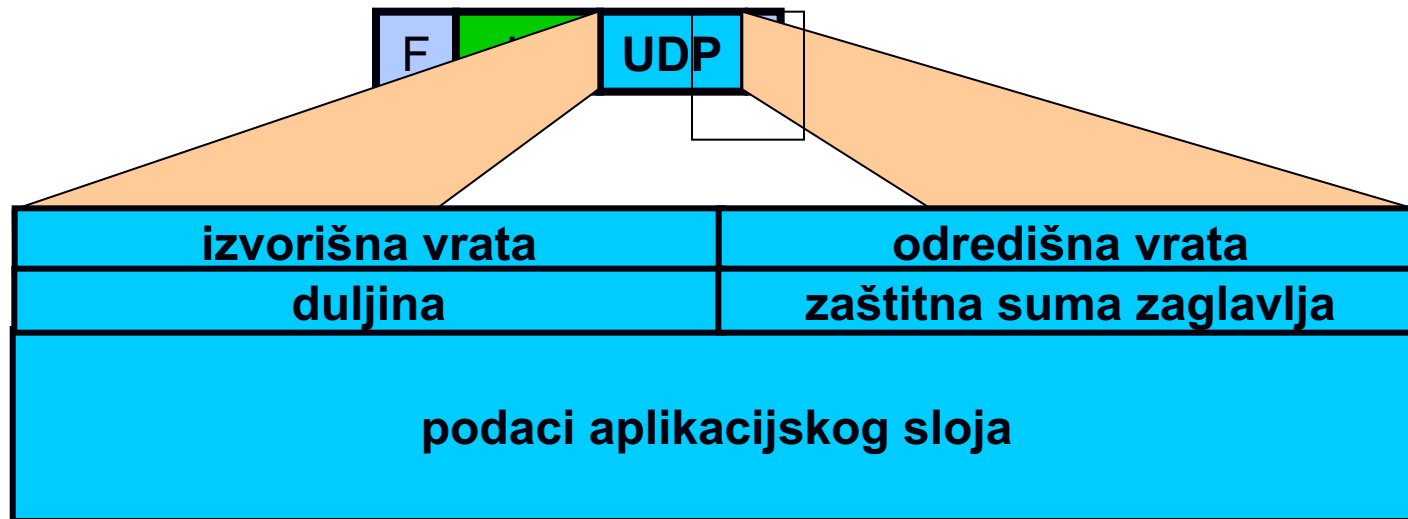 F
UDP
izvorišna vrata
odredišna vrata
duljina
zaštitna suma zaglavlja
podaci aplikacijskog sloja